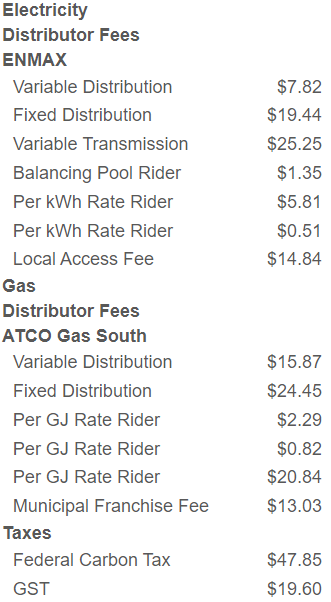 Electricity
Distributor Fees
ENMAX
Variable Distribution $7.82
Fixed Distribution $19.44
Variable Transmission $25.25
Balancing Pool Rider $1.35
Per kWh Rate Rider $5.81
Per kWh Rate Rider $0.51
Local Access Fee $14.84
Gas
Distributor Fees
ATCO Gas South
Variable Distribution $15.87
Fixed Distribution $24.45
Per GJ Rate Rider $2.29
Per GJ Rate Rider $0.82
Per GJ Rate Rider $20.84
Municipal Franchise Fee $13.03
Taxes
Federal Carbon Tax $47.85
GST $19.60